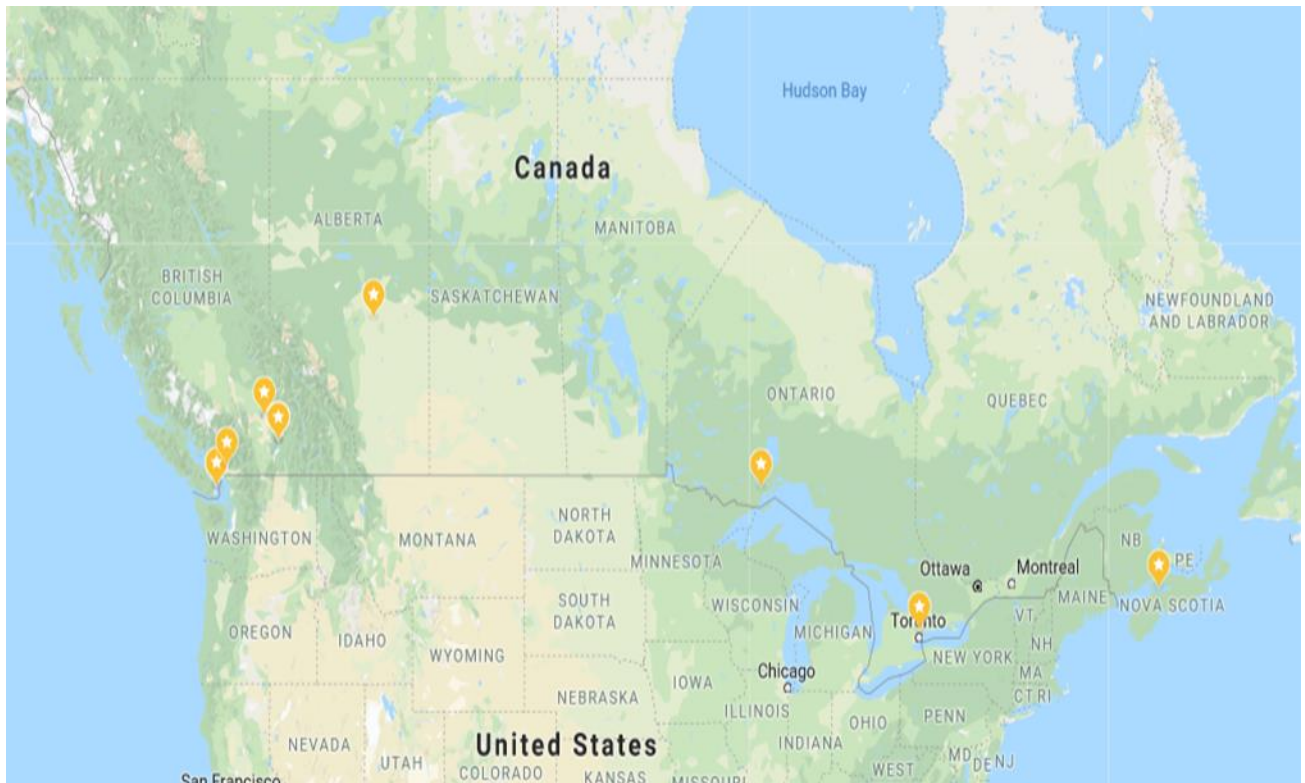 Hudson Bay
Canada
ALBERTA
MANITOBA
BRITISH
COLUMBIA
SASKATCHEWAN
NEWFOUNDLAND
AND LABRADOR
ONTARIO
QUEBEC
NORTH
DAKOTA
WASHINGTON
MONTANA
MINNESOTA
NB
PE
Ottawa
Montreal
MAINE
NOVA SCOTIA
SOUTH
DAKOTA
WISCONSIN
MICHIGAN
Toronto
VT
OREGON
IDAHO
WYOMING
NEW YORK
NH
MA
CT RI
Chicago
IOWA
NEBRASKA
ILLINOIS
OHIO
PENN
NEVADA
UTAH
United States
INDIANA
MD
DE
NJ
San Francisco
COLORADO
KANSAS
MISSOURI
WEST